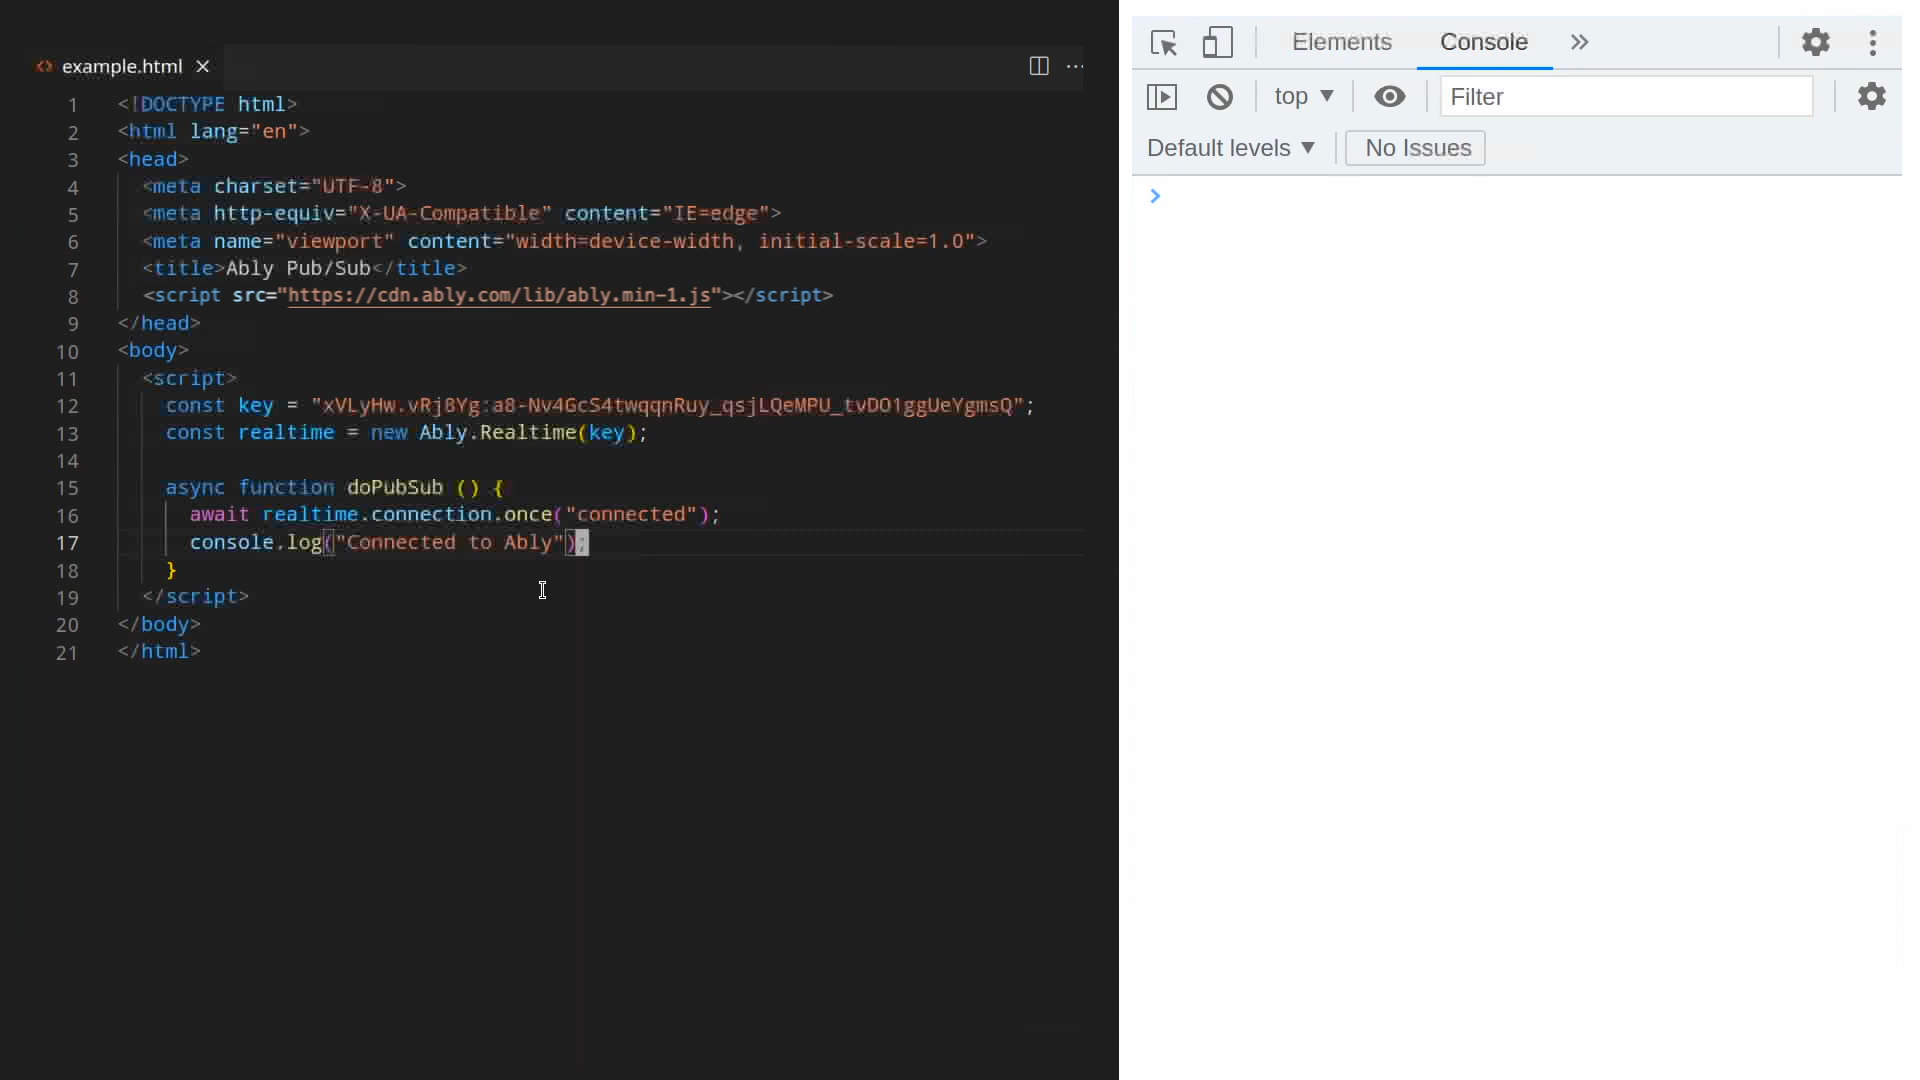 example.html
1 <!DOCTYPE html>
2 <html lang="en">
3 <head>
4 <meta charset="UTF-8">
5 <meta http-equiv="X-UA-Compatible" content="IE=edge">
6 <meta name="viewport" content="width=device-width, initial-scale=1.0">
7 <title>Ably Pub/Sub</title>
8 <script src="https://cdn.ably.com/lib/ably.min-1.js"></script>
9 </head>
10 <body>
11 <script>
12 const key = "xVLyHw.vRj8Yg:a8-Nv4GcS4twqqnRuy_qsjLQeMPU_tvDO1ggUeYgmsQ";
13 const realtime = new Ably.Realtime(key);
14
15 async function doPubSub () {
16 await realtime.connection.once("connected");
17 console.log("Connected to Ably");
18 }
19 </script>
20 </body>
21 </html>
Elements Console
top Filter
Default levels No Issues